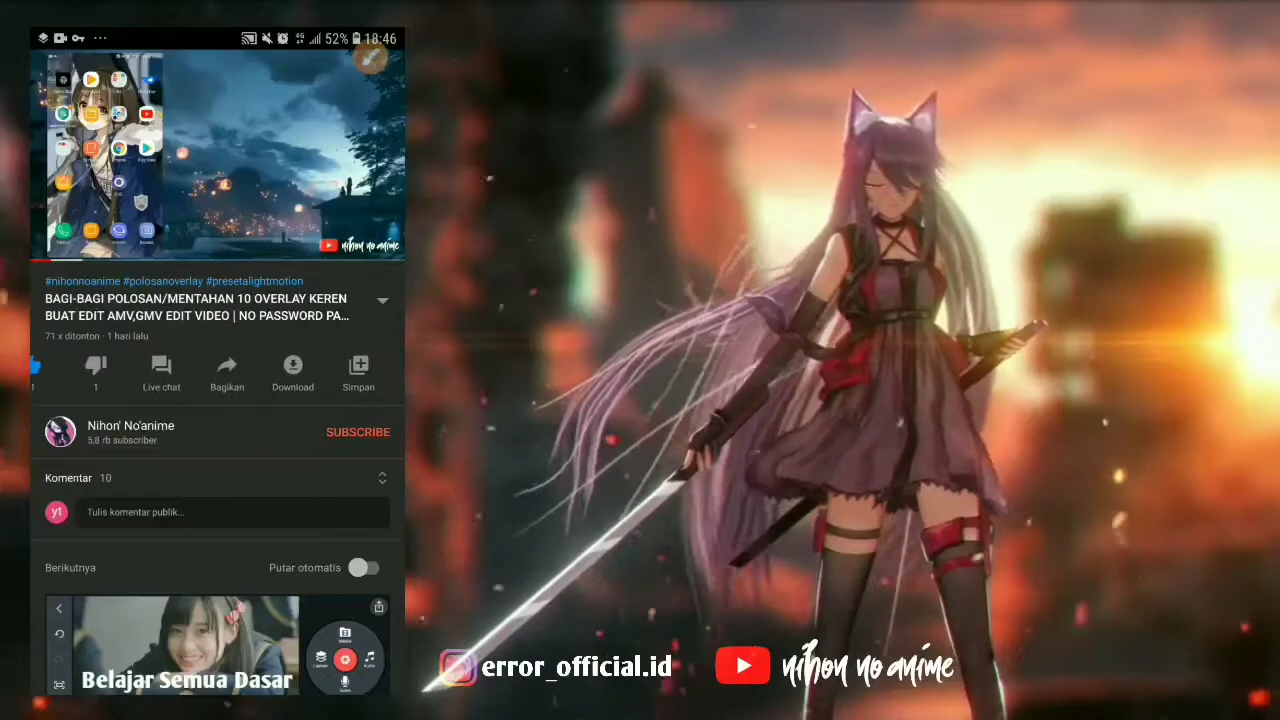 52% 18:46
nihon no anime
#nihonnoanime #polosanoverlay #presetalightmotion
BAGI-BAGI POLOSAN/MENTAHAN 10 OVERLAY KEREN
BUAT EDIT AMV,GMV EDIT VIDEO | NO PASSWORD PA...
71 x ditonton · 1 hari lalu
1
1
Live chat
Bagikan
Download
Simpan
Nihon' No'anime
5,8 rb subscriber
SUBSCRIBE
Komentar 10
yt
Tulis komentar publik...
Berikutnya
Putar otomatis
Belajar Semua Dasar
error_official.id
nihon no anime